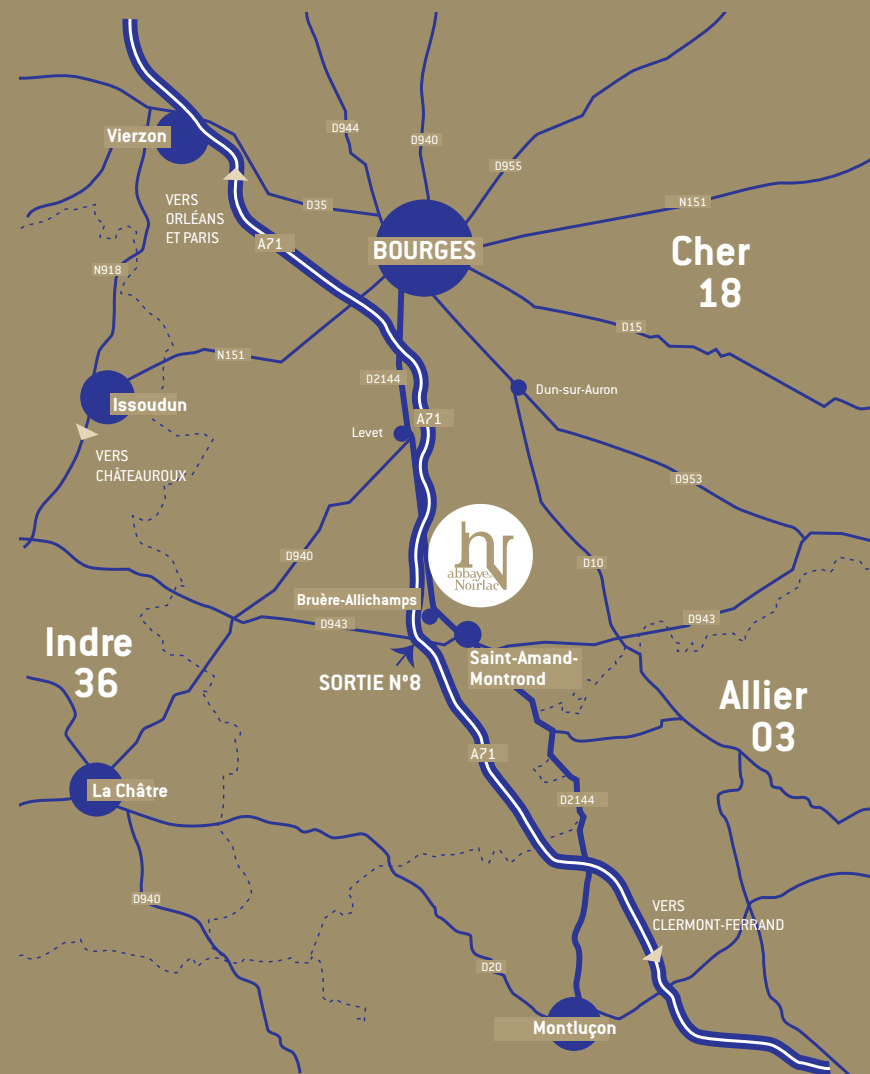 D944
Vierzon
D940
D955
VERS
ORLÉANS
ET PARIS
D35
N151
A71
BOURGES
Cher
18
N918
D15
N151
D2144
Dun-sur-Auron
Issoudun
A71
Levet
VERS
CHÂTEAUROUX
D953
D940
abbaye de
Noirlac
D10
Bruère-Allichamps
D943
D943
Indre
36
Saint-Amand-
Montrond
SORTIE N°8
Allier
03
A71
La Châtre
D2144
D940
VERS
CLERMONT-FERRAND
D20
Montluçon